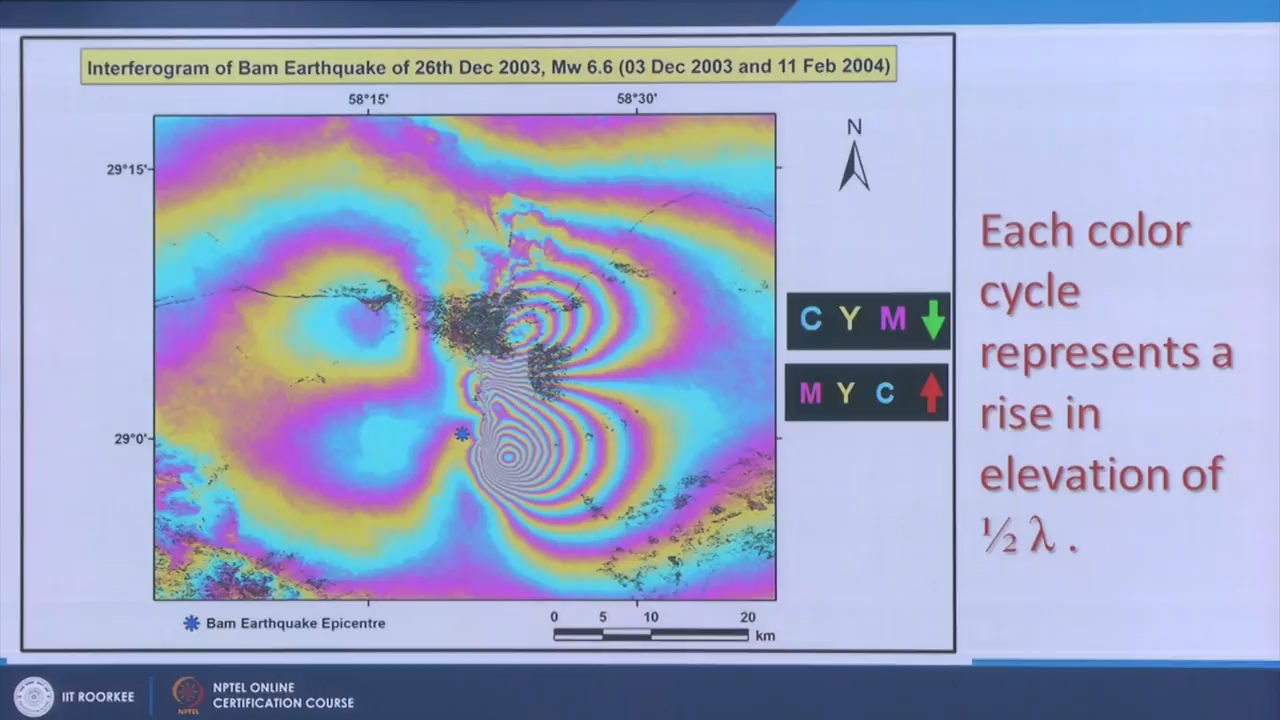 Interferogram of Bam Earthquake of 26th Dec 2003, Mw 6.6 (03 Dec 2003 and 11 Feb 2004)
58°15' 58°30'
N
29°15'
C Y M
M Y C
29°0'
Bam Earthquake Epicentre
0 5 10 20
km
Each color
cycle
represents a
rise in
elevation of
½ λ .
IIT ROORKEE
NPTEL
NPTEL ONLINE
CERTIFICATION COURSE